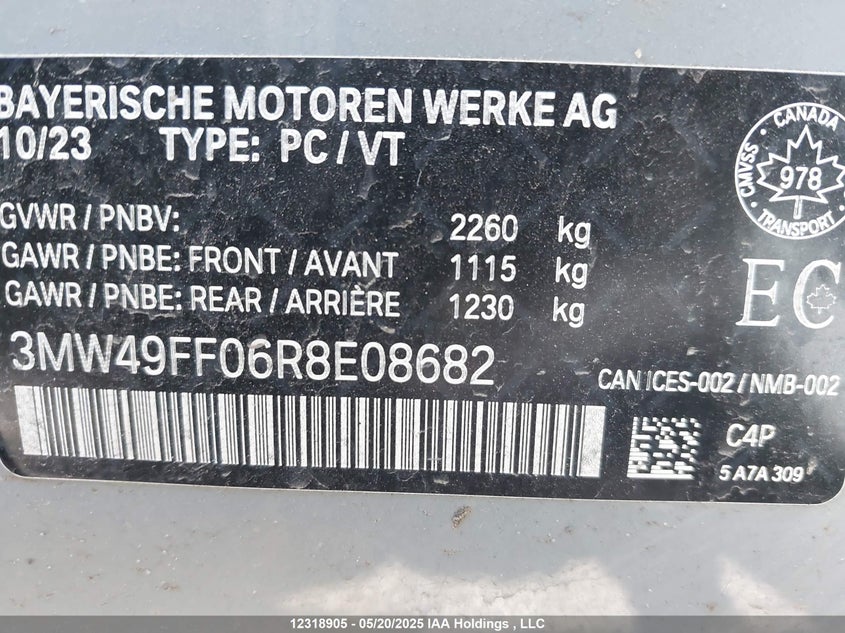 BAYERISCHE MOTOREN WERKE AG
10/23 TYPE: PC / VT
CANADA
CMVSS
978
TRANSPORT
GVWR / PNBV: 2260 kg
GAWR / PNBE: FRONT / AVANT 1115 kg
GAWR / PNBE: REAR / ARRIÈRE 1230 kg
EC
3MW49FF06R8E08682
CAN ICES-002 / NMB-002
C4P
5 A7A 309
12318905 - 05/20/2025 IAA Holdings , LLC